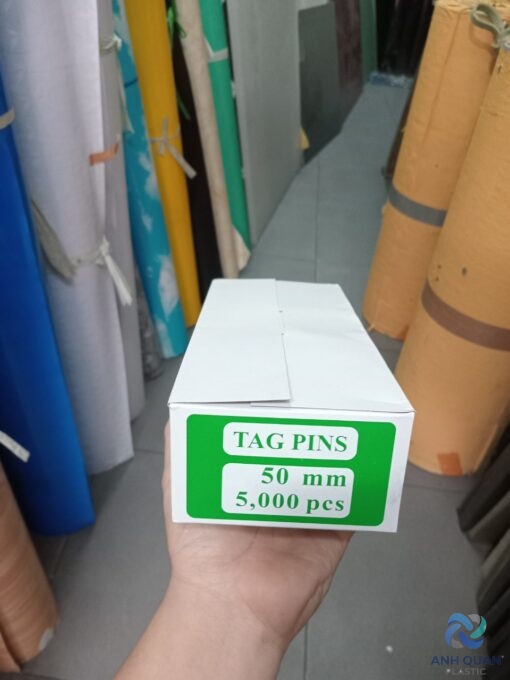 TAG PINS
50 mm
5,000 pcs
ANH QUAN
PLASTIC